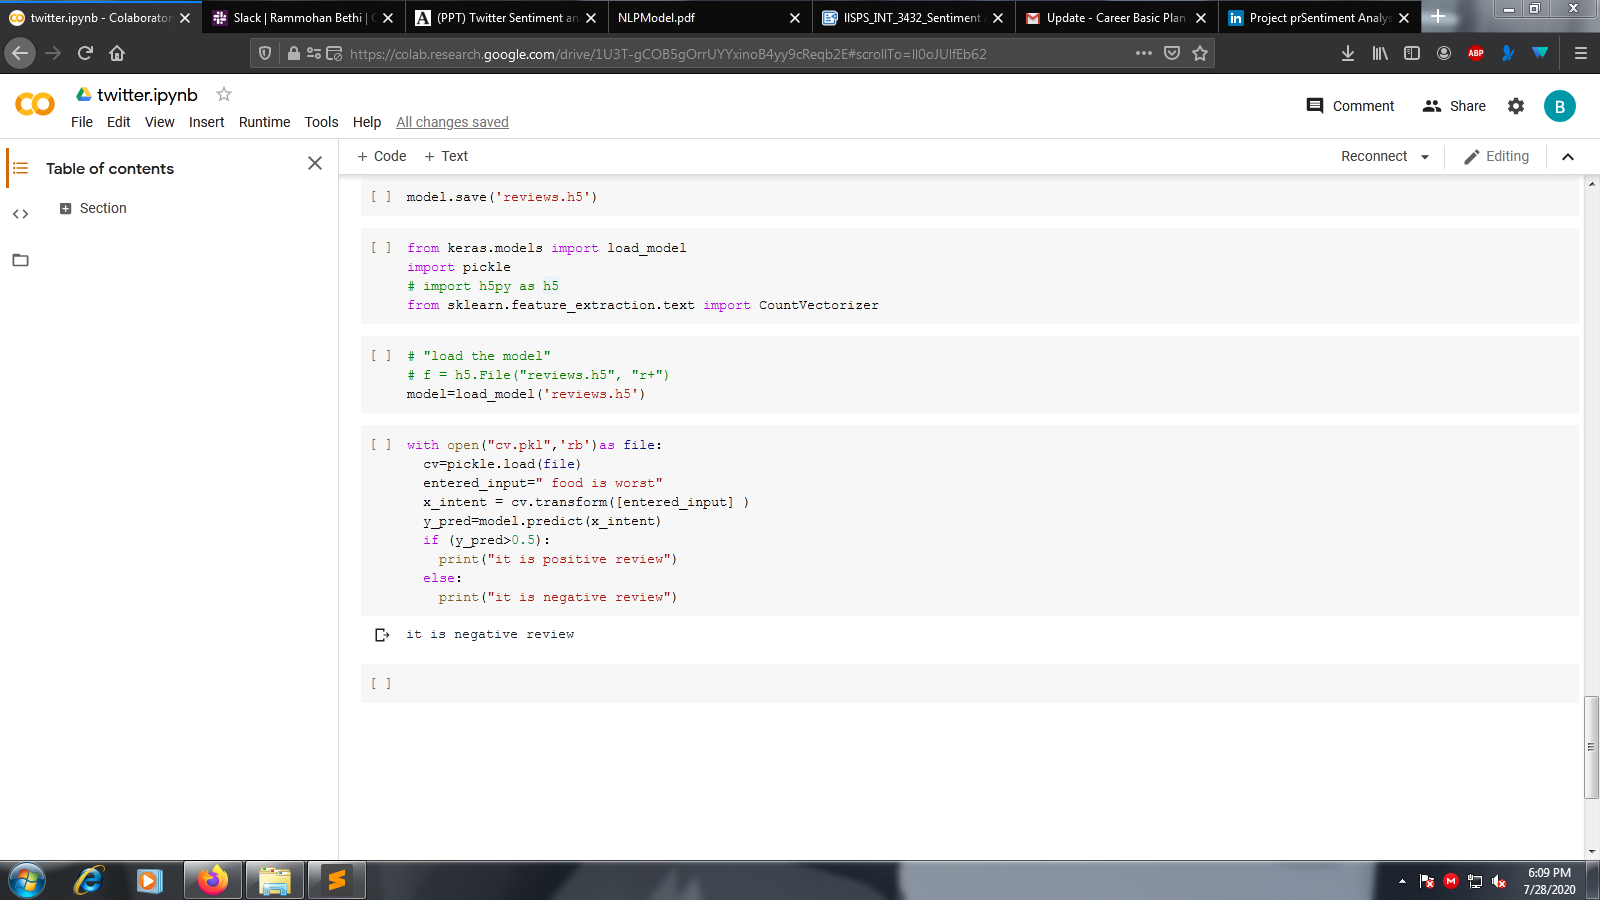 twitter.ipynb - Colaborator
Slack | Rammohan Bethi |
(PPT) Twitter Sentiment an
NLPModel.pdf
IISPS_INT_3432_Sentiment
Update - Career Basic Plan
in Project prSentiment Analys
https://colab.research.google.com/drive/1U3T-gCOB5gOrrUYYxinoB4yy9cReqb2E#scrollTo=Il0oJUIfEb62
ABP
CO twitter.ipynb
Comment
Share
B
File Edit View Insert Runtime Tools Help All changes saved
Table of contents
+ Code + Text
Reconnect
Editing
Section
[ ] model.save('reviews.h5')
[ ] from keras.models import load_model
import pickle
# import h5py as h5
from sklearn.feature_extraction.text import CountVectorizer
[ ] # "load the model"
# f = h5.File("reviews.h5", "r+")
model=load_model('reviews.h5')
[ ] with open("cv.pkl",'rb')as file:
cv=pickle.load(file)
entered_input=" food is worst"
x_intent = cv.transform([entered_input] )
y_pred=model.predict(x_intent)
if (y_pred>0.5):
print("it is positive review")
else:
print("it is negative review")
it is negative review
[ ]
6:09 PM
7/28/2020